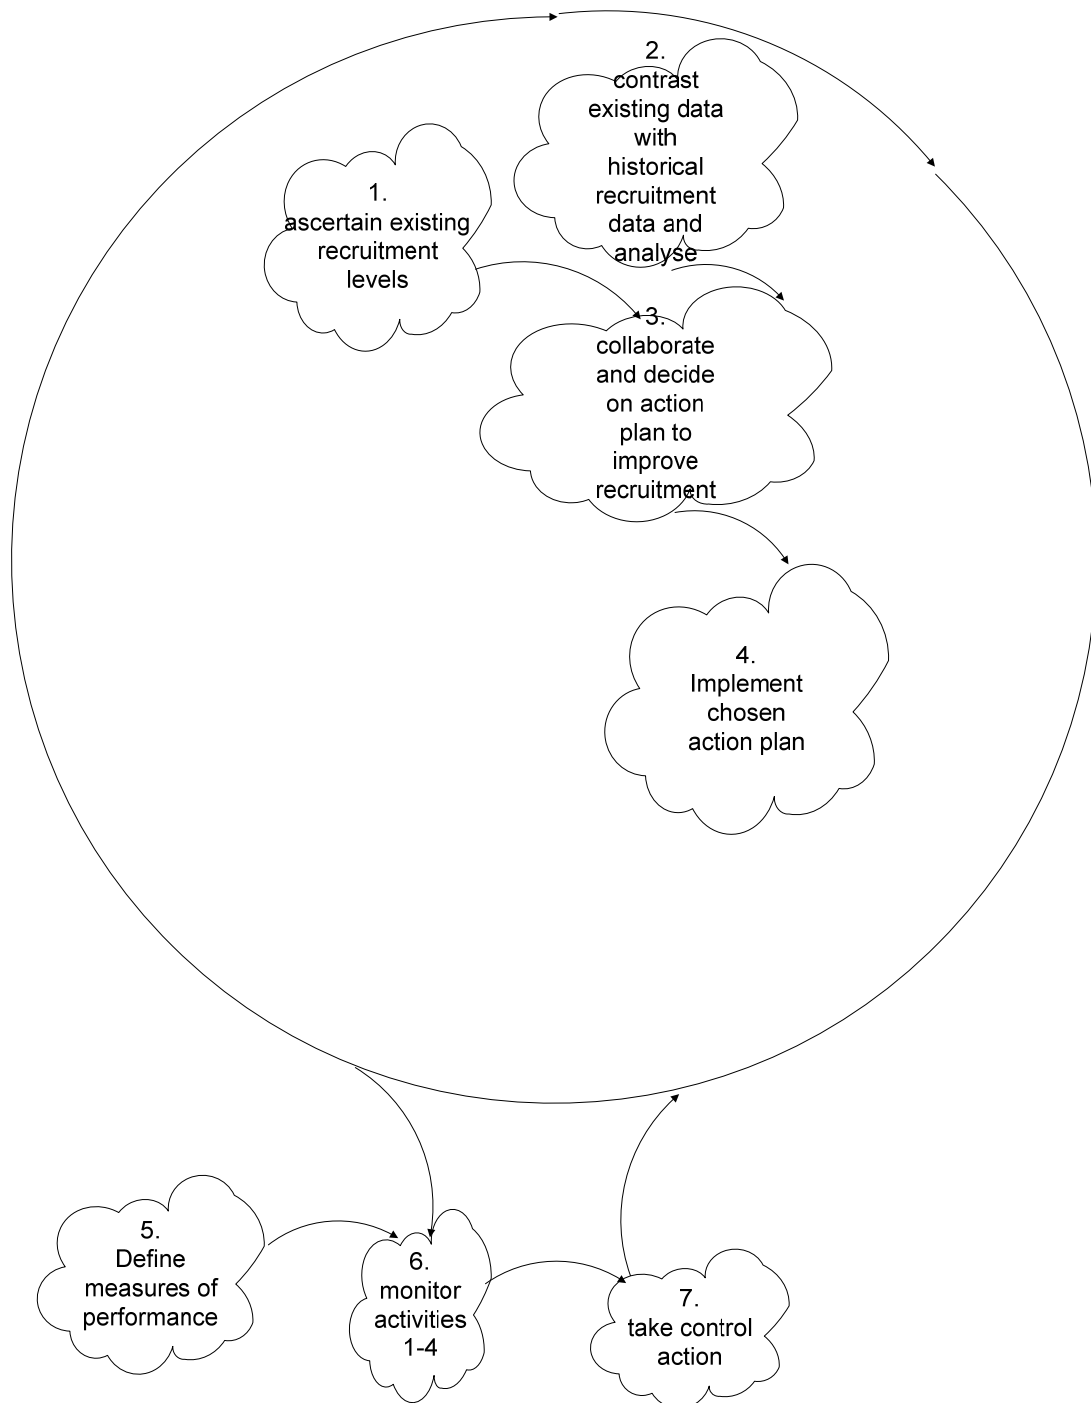 1.
ascertain existing
recruitment
levels
2.
contrast
existing data
with
historical
recruitment
data and
analyse
3.
collaborate
and decide
on action
plan to
improve
recruitment
4.
Implement
chosen
action plan
5.
Define
measures of
performance
6.
monitor
activities
1-4
7.
take control
action